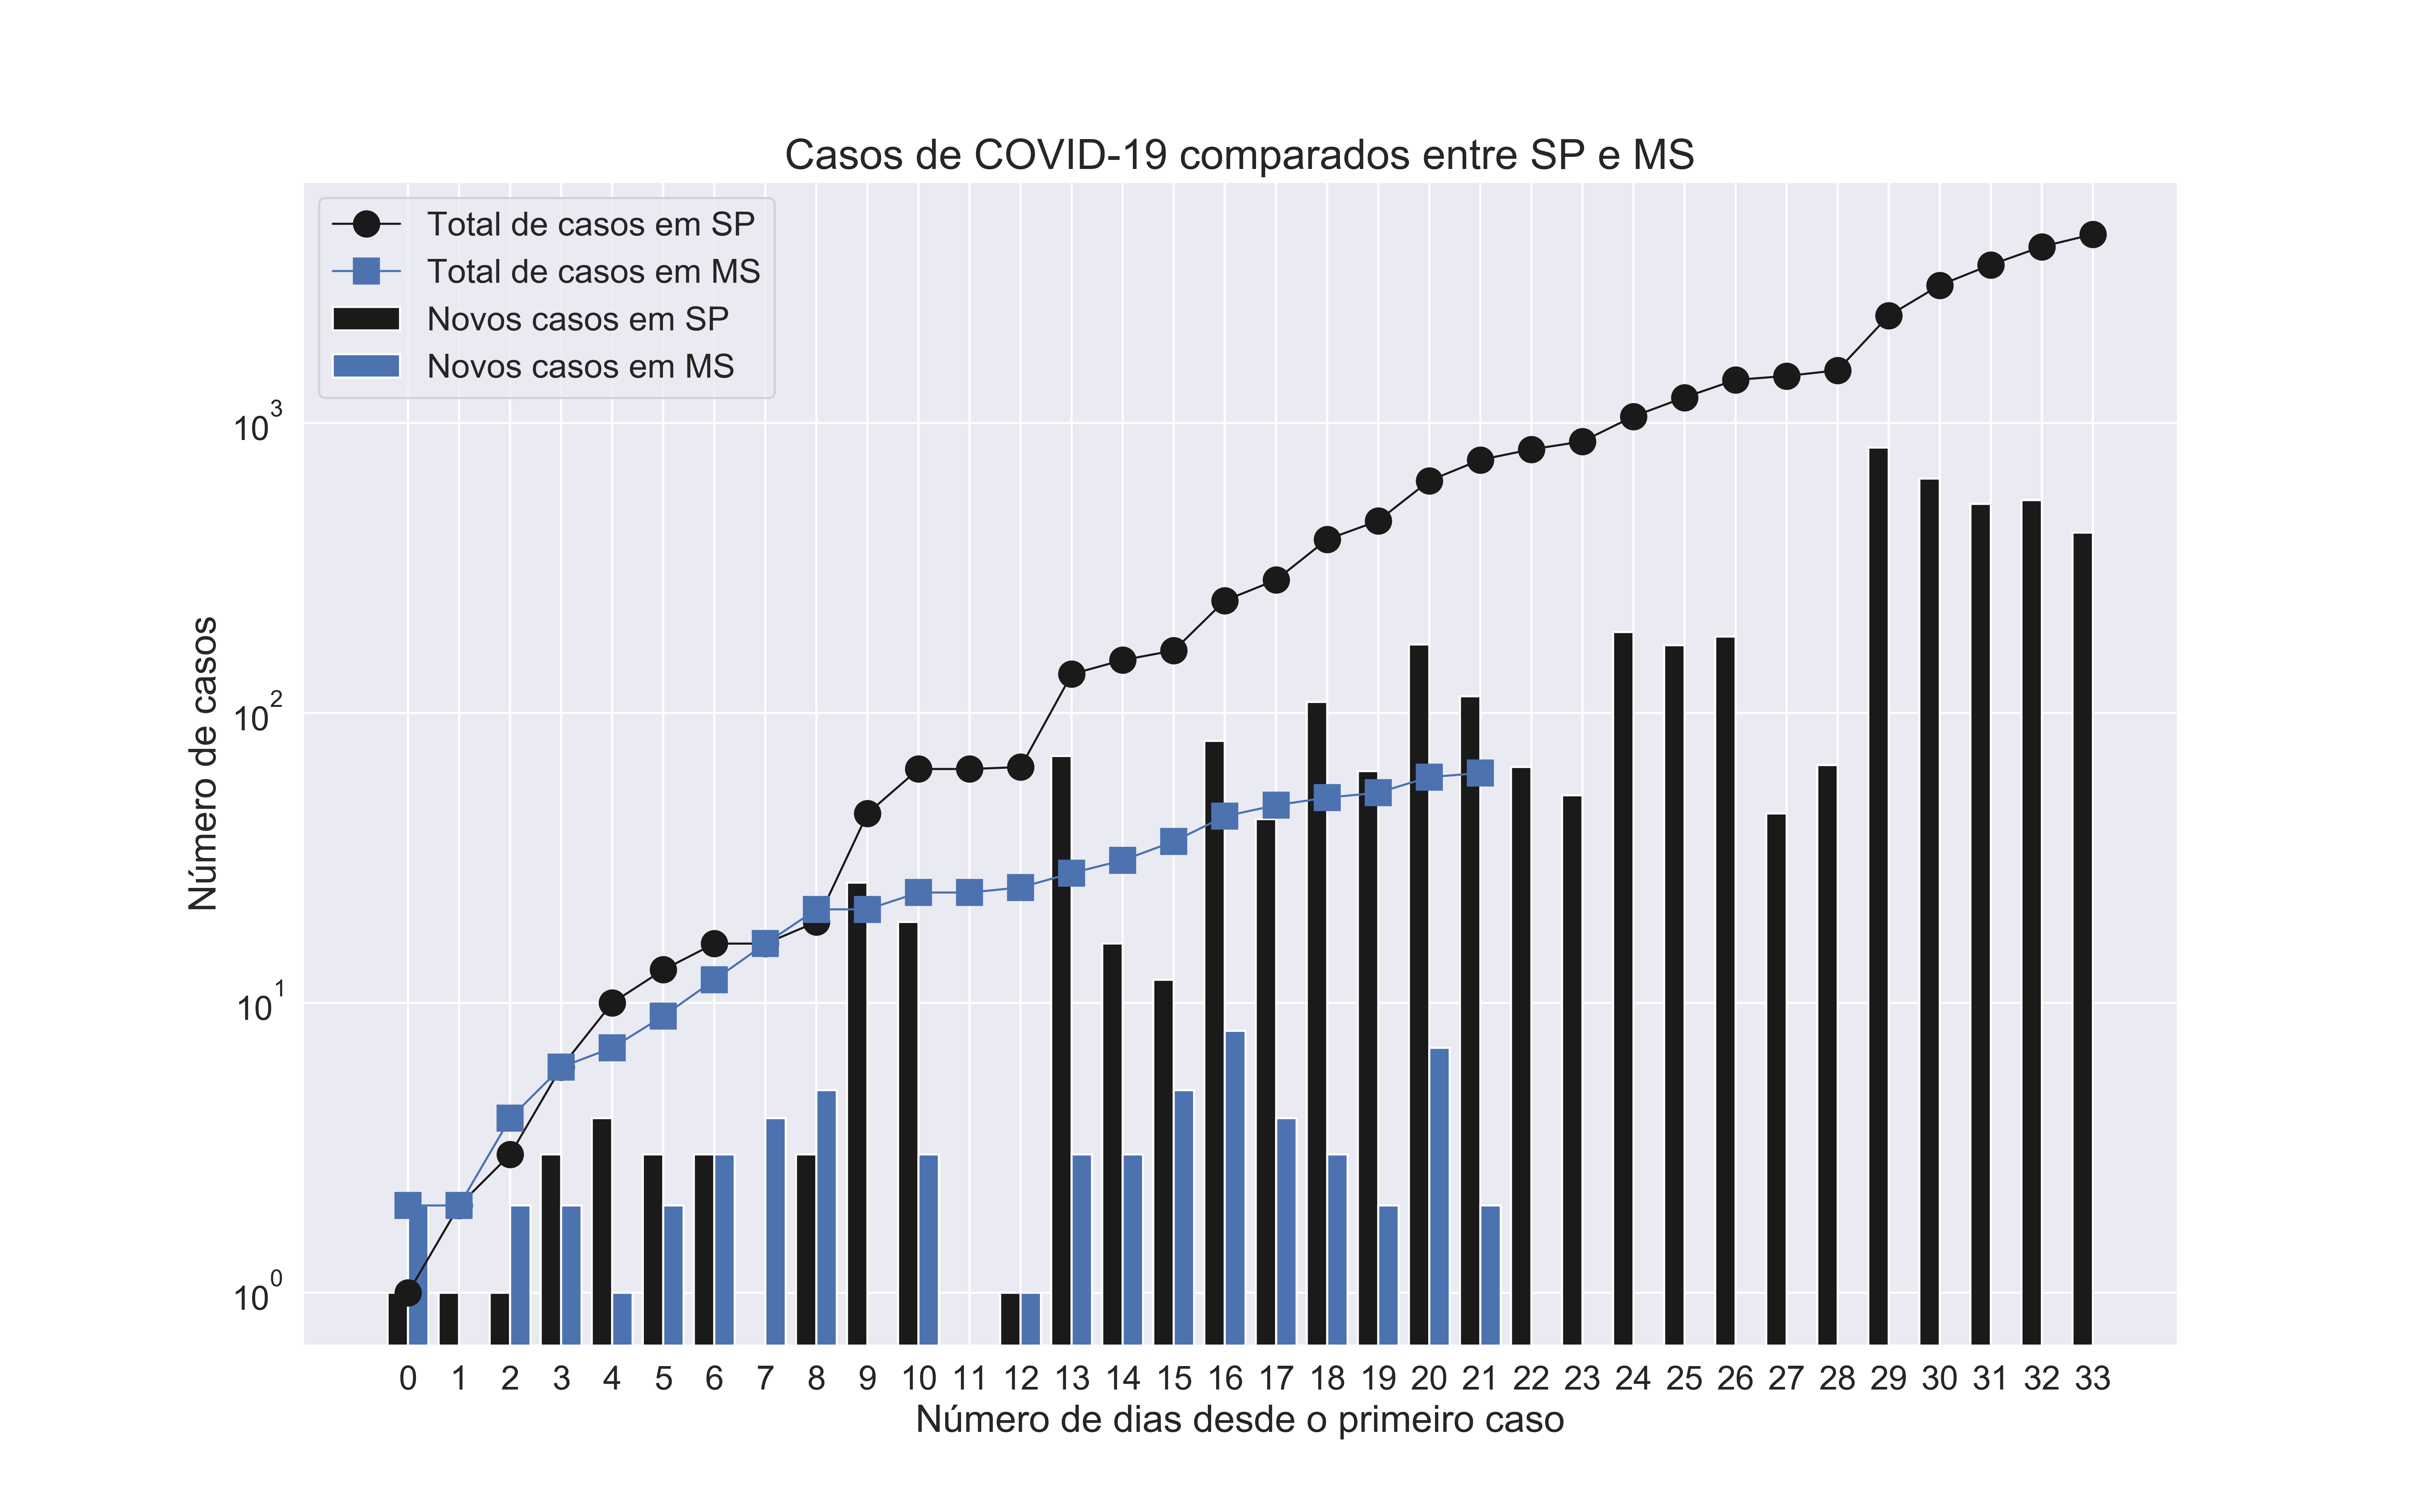 Casos de COVID-19 comparados entre SP e MS
Total de casos em SP
Total de casos em MS
Novos casos em SP
Novos casos em MS
Número de casos
10³
10²
10¹
10⁰
0 1 2 3 4 5 6 7 8 9 10 11 12 13 14 15 16 17 18 19 20 21 22 23 24 25 26 27 28 29 30 31 32 33
Número de dias desde o primeiro caso